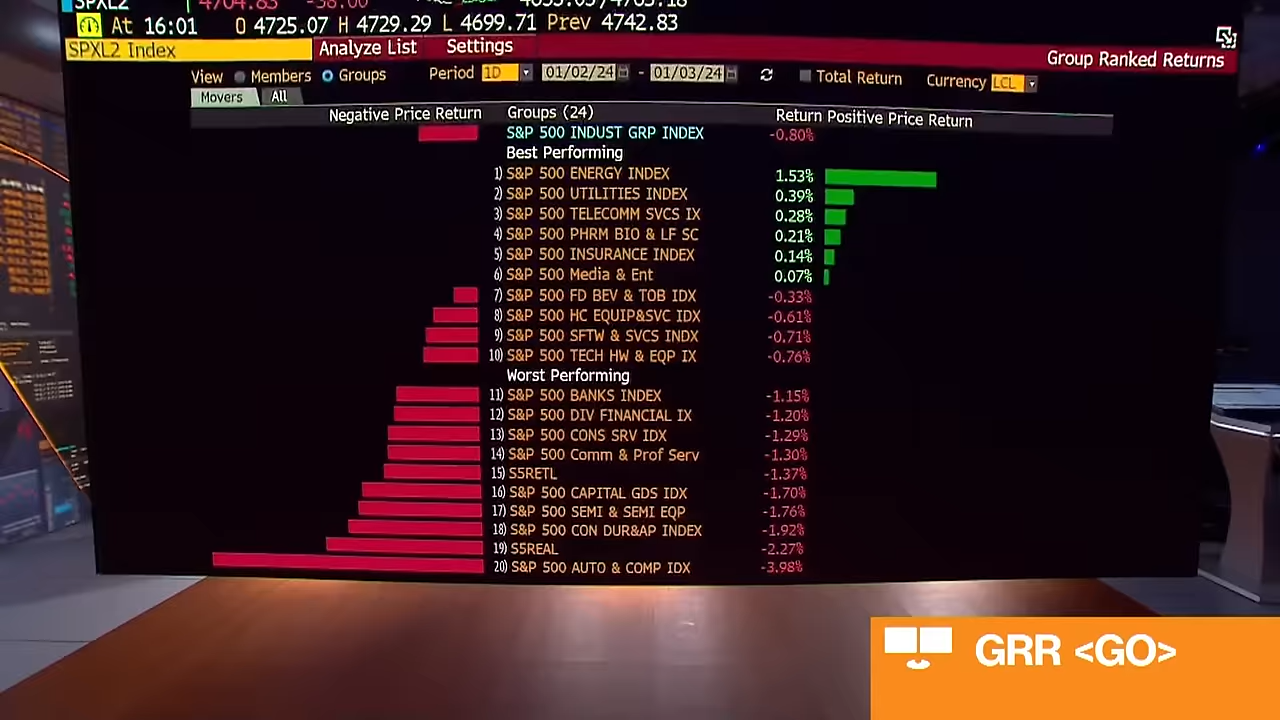 SPXL2 4704.83 -38.00
At 16:01 O 4725.07 H 4729.29 L 4699.71 Prev 4742.83
SPXL2 Index Analyze List Settings Group Ranked Returns
View Members Groups Period 1D 01/02/24 - 01/03/24 Total Return Currency LCL
Movers All
Negative Price Return Groups (24) Return Positive Price Return
S&P 500 INDUST GRP INDEX -0.80%
Best Performing
1) S&P 500 ENERGY INDEX 1.53%
2) S&P 500 UTILITIES INDEX 0.39%
3) S&P 500 TELECOMM SVCS IX 0.28%
4) S&P 500 PHRM BIO & LF SC 0.21%
5) S&P 500 INSURANCE INDEX 0.14%
6) S&P 500 Media & Ent 0.07%
7) S&P 500 FD BEV & TOB IDX -0.33%
8) S&P 500 HC EQUIP&SVC IDX -0.61%
9) S&P 500 SFTW & SVCS INDX -0.71%
10) S&P 500 TECH HW & EQP IX -0.76%
Worst Performing
11) S&P 500 BANKS INDEX -1.15%
12) S&P 500 DIV FINANCIAL IX -1.20%
13) S&P 500 CONS SRV IDX -1.29%
14) S&P 500 Comm & Prof Serv -1.30%
15) S5RETL -1.37%
16) S&P 500 CAPITAL GDS IDX -1.70%
17) S&P 500 SEMI & SEMI EQP -1.76%
18) S&P 500 CON DUR&AP INDEX -1.92%
19) S5REAL -2.27%
20) S&P 500 AUTO & COMP IDX -3.98%
GRR <GO>